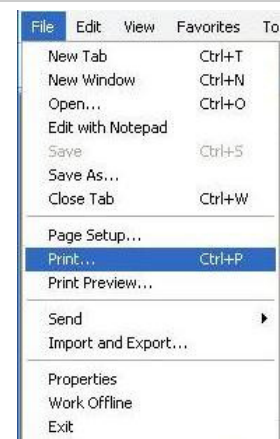 File Edit View Favorites To
New Tab Ctrl+T
New Window Ctrl+N
Open... Ctrl+O
Edit with Notepad
Save Ctrl+S
Save As...
Close Tab Ctrl+W
Page Setup...
Print... Ctrl+P
Print Preview...
Send
Import and Export...
Properties
Work Offline
Exit